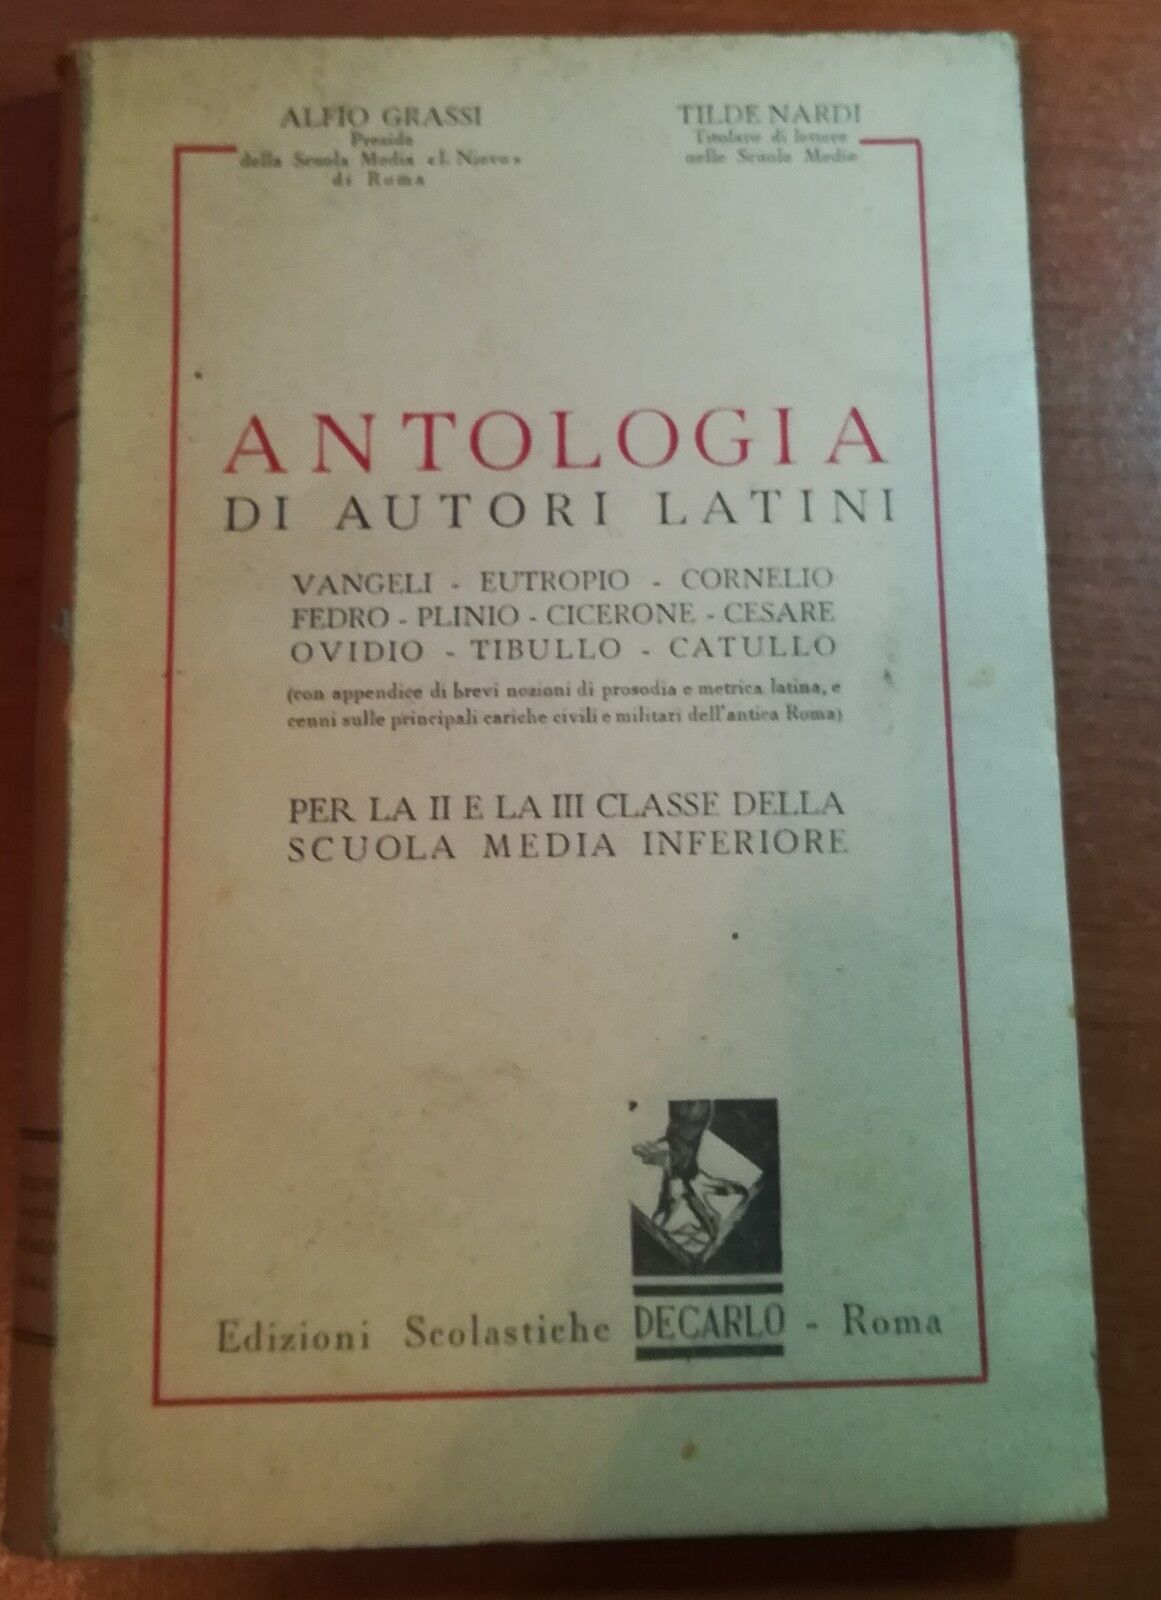 ALFIO GRASSI
Preside
della Scuola Media «I. Nievo»
di Roma
TILDE NARDI
Titolare di lettere
nelle Scuole Medie
ANTOLOGIA
DI AUTORI LATINI
VANGELI - EUTROPIO - CORNELIO
FEDRO - PLINIO - CICERONE - CESARE
OVIDIO - TIBULLO - CATULLO
(con appendice di brevi nozioni di prosodia e metrica latina, e
cenni sulle principali cariche civili e militari dell'antica Roma)
PER LA II E LA III CLASSE DELLA
SCUOLA MEDIA INFERIORE
Edizioni Scolastiche DECARLO - Roma